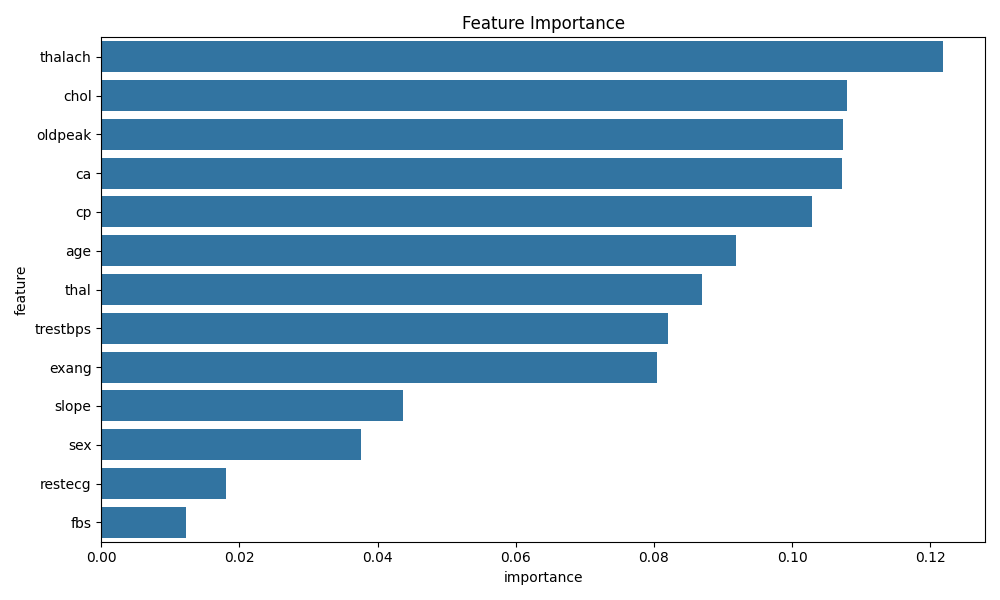 Feature Importance
thalach
chol
oldpeak
ca
cp
age
thal
trestbps
exang
slope
sex
restecg
fbs
feature
0.00 0.02 0.04 0.06 0.08 0.10 0.12
importance